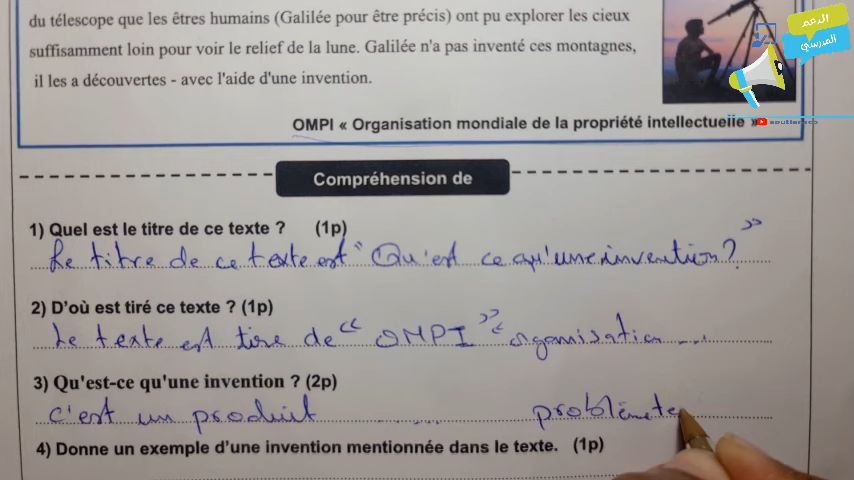 du télescope que les êtres humains (Galilée pour être précis) ont pu explorer les cieux
suffisamment loin pour voir le relief de la lune. Galilée n'a pas inventé ces montagnes,
il les a découvertes - avec l'aide d'une invention.
الدعم
المدرسي
OMPI « Organisation mondiale de la propriété intellectuelle »
Compréhension de
1) Quel est le titre de ce texte ? (1p)
Le titre de ce texte est " Qu'est ce qu'une invention ? »
2) D'où est tiré ce texte ? (1p)
Le texte est tire de « OMPI » « organisation ....
3) Qu'est-ce qu'une invention ? (2p)
c'est un produit ..... problème te
4) Donne un exemple d'une invention mentionnée dans le texte. (1p)